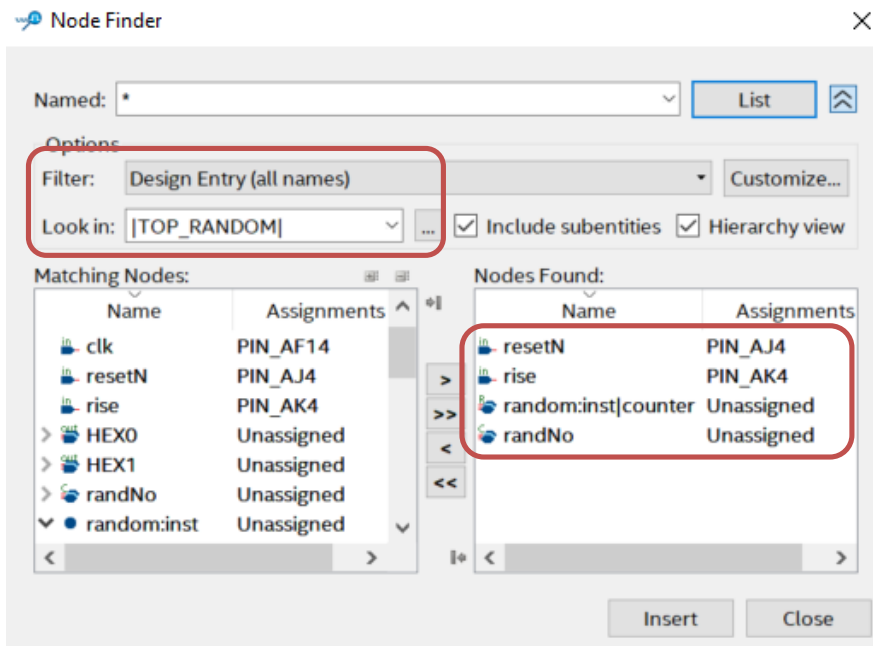 Node Finder
Named: * List
Options
Filter: Design Entry (all names) Customize...
Look in: |TOP_RANDOM| ... Include subentities Hierarchy view
Matching Nodes:
Name Assignments
clk PIN_AF14
resetN PIN_AJ4
rise PIN_AK4
HEX0 Unassigned
HEX1 Unassigned
randNo Unassigned
random:inst Unassigned
>
>>
<
<<
Nodes Found:
Name Assignments
resetN PIN_AJ4
rise PIN_AK4
random:inst|counter Unassigned
randNo Unassigned
Insert Close